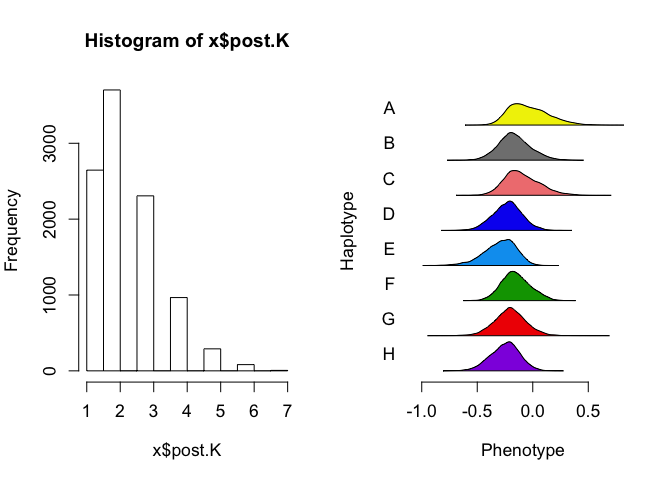 Histogram of x$post.K
Frequency
0
1000
2000
3000
1 2 3 4 5 6 7
x$post.K
Haplotype
A
B
C
D
E
F
G
H
-1.0 -0.5 0.0 0.5
Phenotype